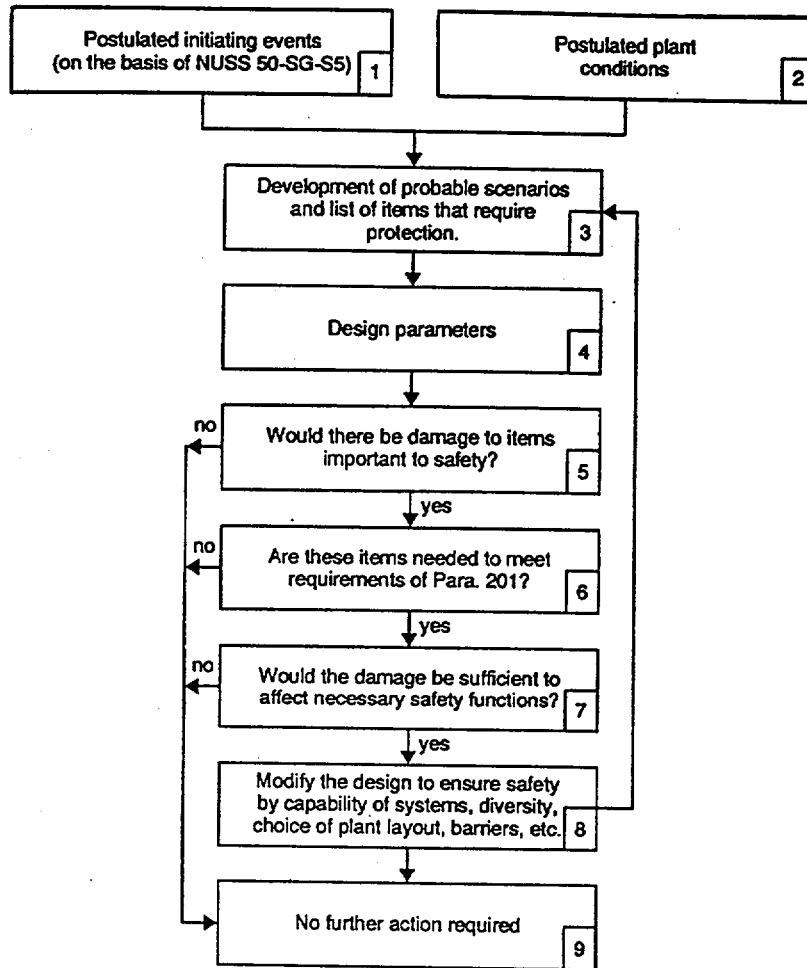 Postulated initiating events
(on the basis of NUSS 50-SG-S5)
1
Postulated plant
conditions
2
Development of probable scenarios
and list of items that require
protection.
3
Design parameters
4
no
Would there be damage to items
important to safety?
5
yes
no
Are these items needed to meet
requirements of Para. 201?
6
yes
no
Would the damage be sufficient to
affect necessary safety functions?
7
yes
Modify the design to ensure safety
by capability of systems, diversity,
choice of plant layout, barriers, etc.
8
No further action required
9